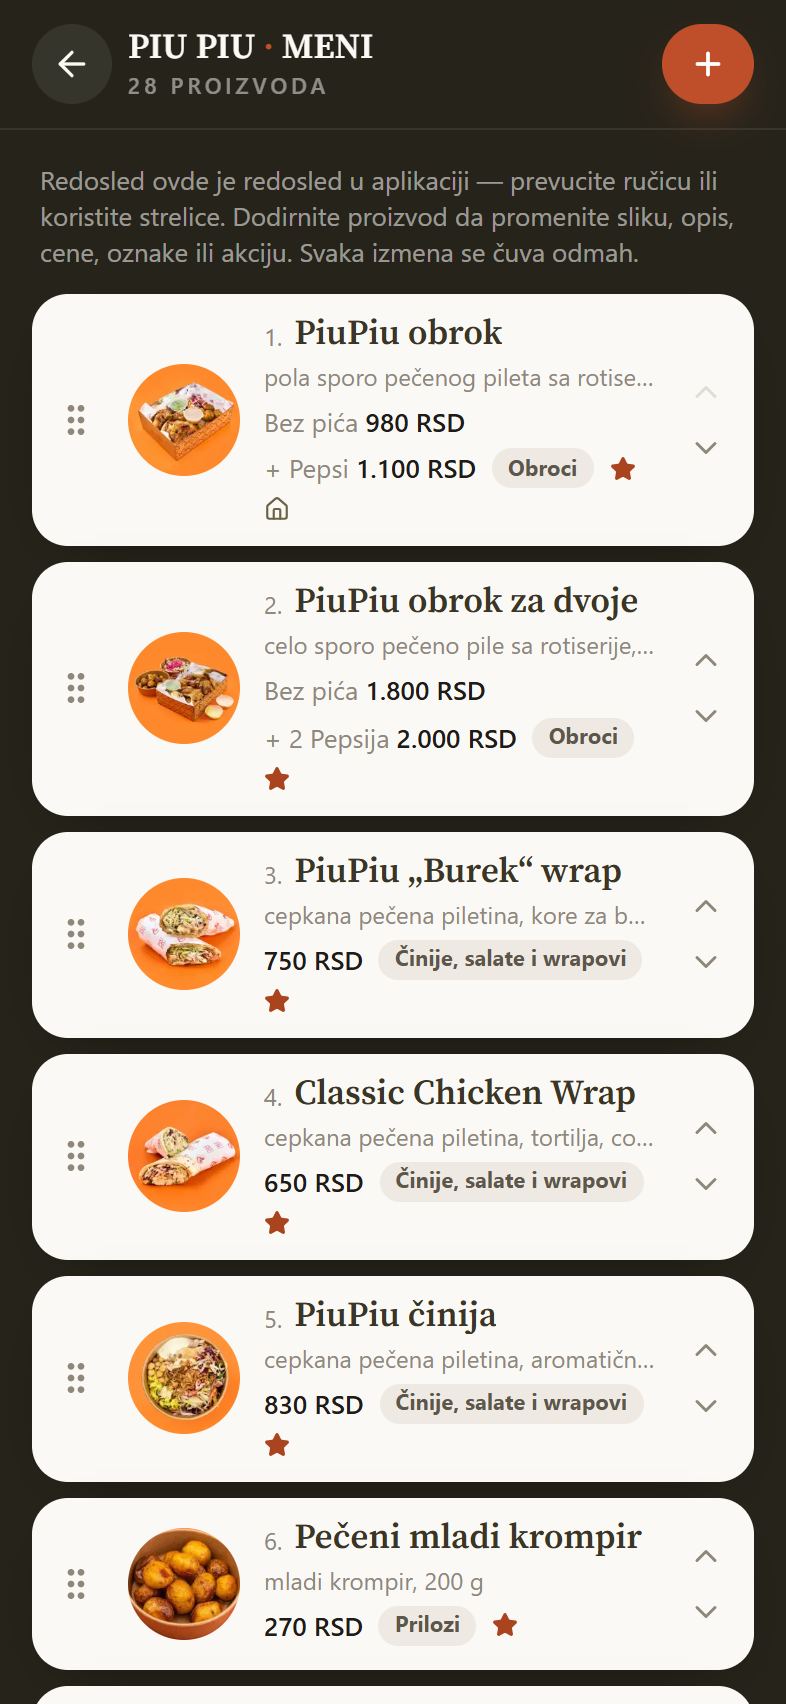 PIU PIU · MENI
28 PROIZVODA
Redosled ovde je redosled u aplikaciji — prevucite ručicu ili
koristite strelice. Dodirnite proizvod da promenite sliku, opis,
cene, oznake ili akciju. Svaka izmena se čuva odmah.
1. PiuPiu obrok
pola sporo pečenog pileta sa rotise...
Bez pića 980 RSD
+ Pepsi 1.100 RSD Obroci
2. PiuPiu obrok za dvoje
celo sporo pečeno pile sa rotiserije,...
Bez pića 1.800 RSD
+ 2 Pepsija 2.000 RSD Obroci
3. PiuPiu „Burek“ wrap
cepkana pečena piletina, kore za b...
750 RSD Činije, salate i wrapovi
4. Classic Chicken Wrap
cepkana pečena piletina, tortilja, co...
650 RSD Činije, salate i wrapovi
5. PiuPiu činija
cepkana pečena piletina, aromatičn...
830 RSD Činije, salate i wrapovi
6. Pečeni mladi krompir
mladi krompir, 200 g
270 RSD Prilozi